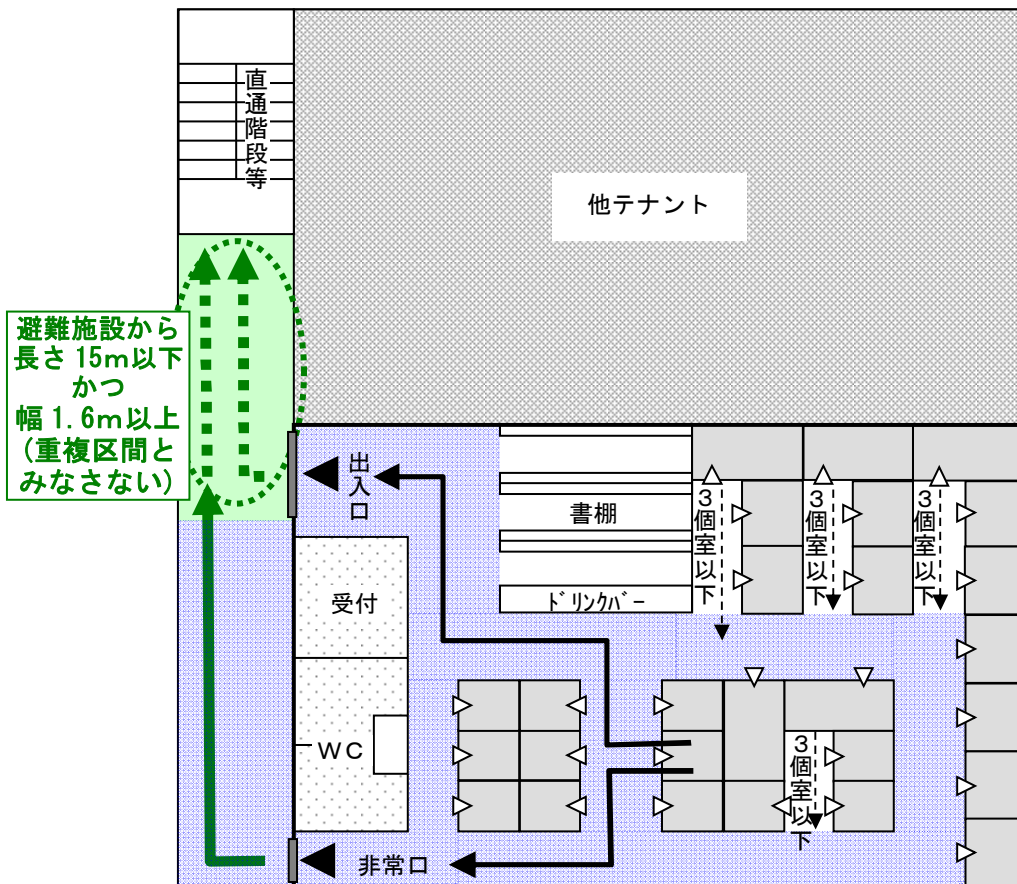 直通階段等
他テナント
避難施設から
長さ15m以下
かつ
幅1.6m以上
(重複区間と
みなさない)
出入口
書棚
3個室以下
3個室以下
3個室以下
受付
ドリンクバー
WC
3個室以下
非常口